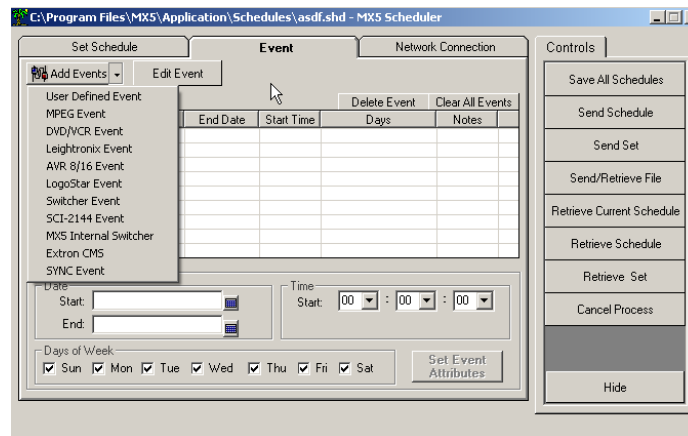 C:\Program Files\MX5\Application\Schedules\asdf.shd - MX5 Scheduler
Set Schedule Event Network Connection
Add Events Edit Event
Delete Event Clear All Events
End Date Start Time Days Notes
User Defined Event
MPEG Event
DVD/VCR Event
Leightronix Event
AVR 8/16 Event
LogoStar Event
Switcher Event
SCI-2144 Event
MX5 Internal Switcher
Extron CMS
SYNC Event
Date
Start:
End:
Time
Start: 00 : 00 : 00
Days of Week
Sun Mon Tue Wed Thu Fri Sat
Set Event
Attributes
Controls
Save All Schedules
Send Schedule
Send Set
Send/Retrieve File
Retrieve Current Schedule
Retrieve Schedule
Retrieve Set
Cancel Process
Hide